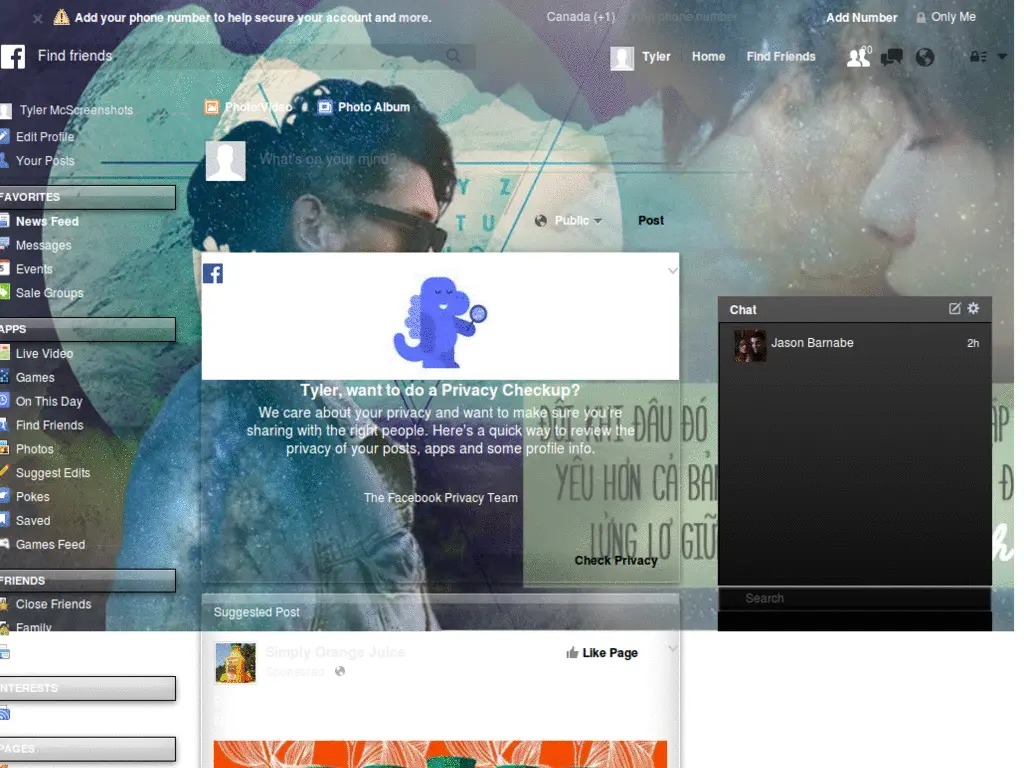 Add your phone number to help secure your account and more.
Canada (+1)
your phone number
Add Number
Only Me
Find friends
Tyler
Home
Find Friends
20
Tyler McScreenshots
Edit Profile
Your Posts
FAVORITES
News Feed
Messages
Events
Sale Groups
APPS
Live Video
Games
On This Day
Find Friends
Photos
Suggest Edits
Pokes
Saved
Games Feed
FRIENDS
Close Friends
Family
INTERESTS
PAGES
Photo/Video
Photo Album
What's on your mind?
Y Z
T U
Public
Post
Tyler, want to do a Privacy Checkup?
We care about your privacy and want to make sure you're
sharing with the right people. Here's a quick way to review the
privacy of your posts, apps and some profile info.
The Facebook Privacy Team
Check Privacy
KHI ĐÂU ĐÓ
YÊU HƠN CẢ BẢ
LỬNG LƠ GIỮ
Suggested Post
Simply Orange Juice
Sponsored
Like Page
Chat
Jason Barnabe
2h
Search